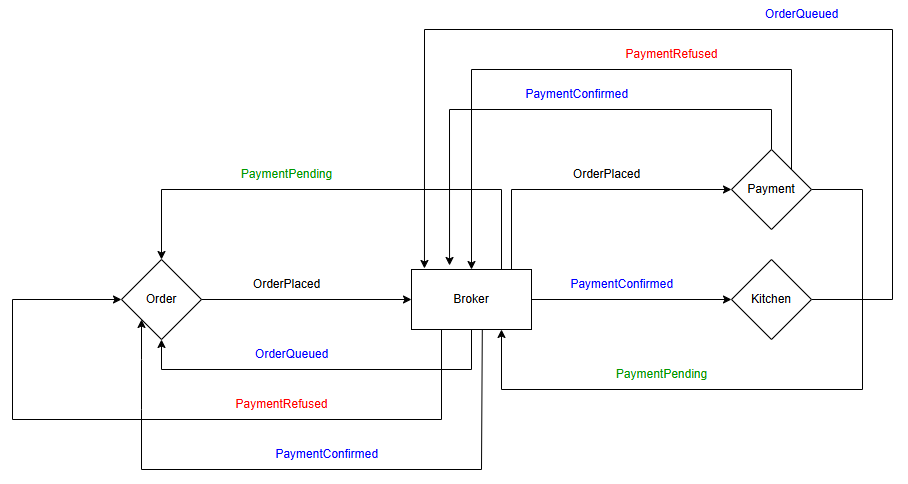 OrderQueued
PaymentRefused
PaymentConfirmed
PaymentPending
OrderPlaced
Payment
OrderPlaced
PaymentConfirmed
Order
Broker
Kitchen
OrderQueued
PaymentPending
PaymentRefused
PaymentConfirmed